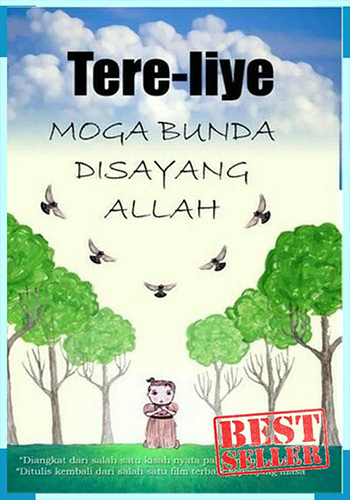 Tere-liye
MOGA BUNDA
DISAYANG
ALLAH
BEST
SELLER
"Diangkat dari salah satu kisah nyata
"Ditulis kembali dari salah satu film masa